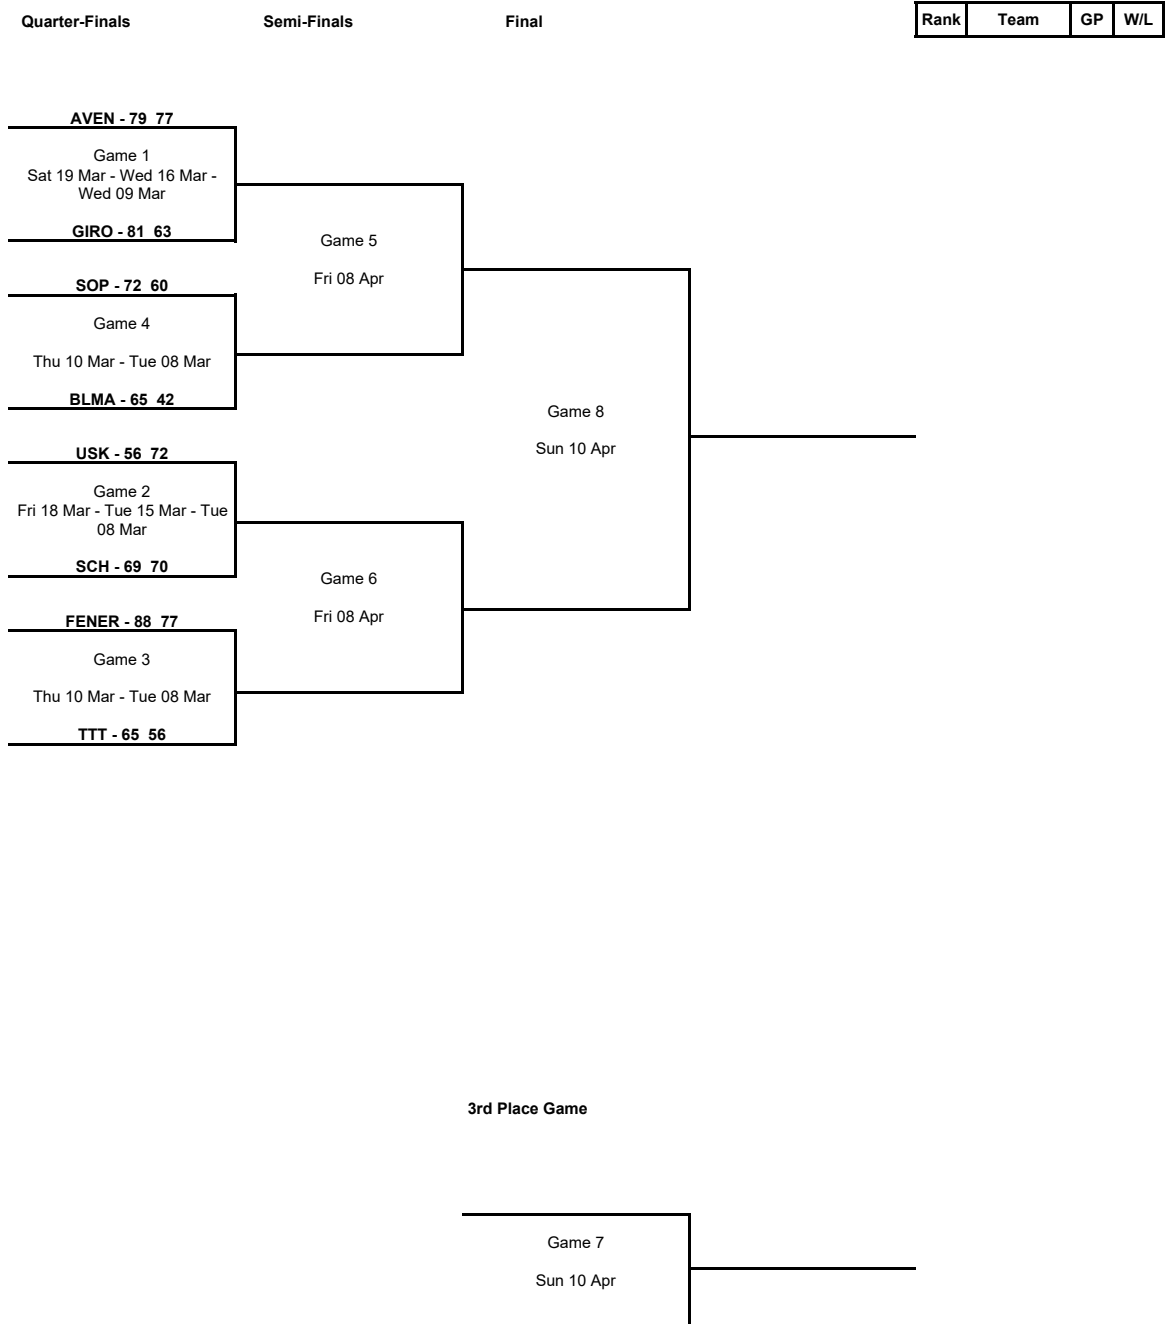 Quarter-Finals Semi-Finals Final
Rank Team GP W/L
AVEN - 79 77
Game 1
Sat 19 Mar - Wed 16 Mar -
Wed 09 Mar
GIRO - 81 63
Game 5
Fri 08 Apr
SOP - 72 60
Game 4
Thu 10 Mar - Tue 08 Mar
BLMA - 65 42
Game 8
Sun 10 Apr
USK - 56 72
Game 2
Fri 18 Mar - Tue 15 Mar - Tue
08 Mar
SCH - 69 70
Game 6
Fri 08 Apr
FENER - 88 77
Game 3
Thu 10 Mar - Tue 08 Mar
TTT - 65 56
3rd Place Game
Game 7
Sun 10 Apr